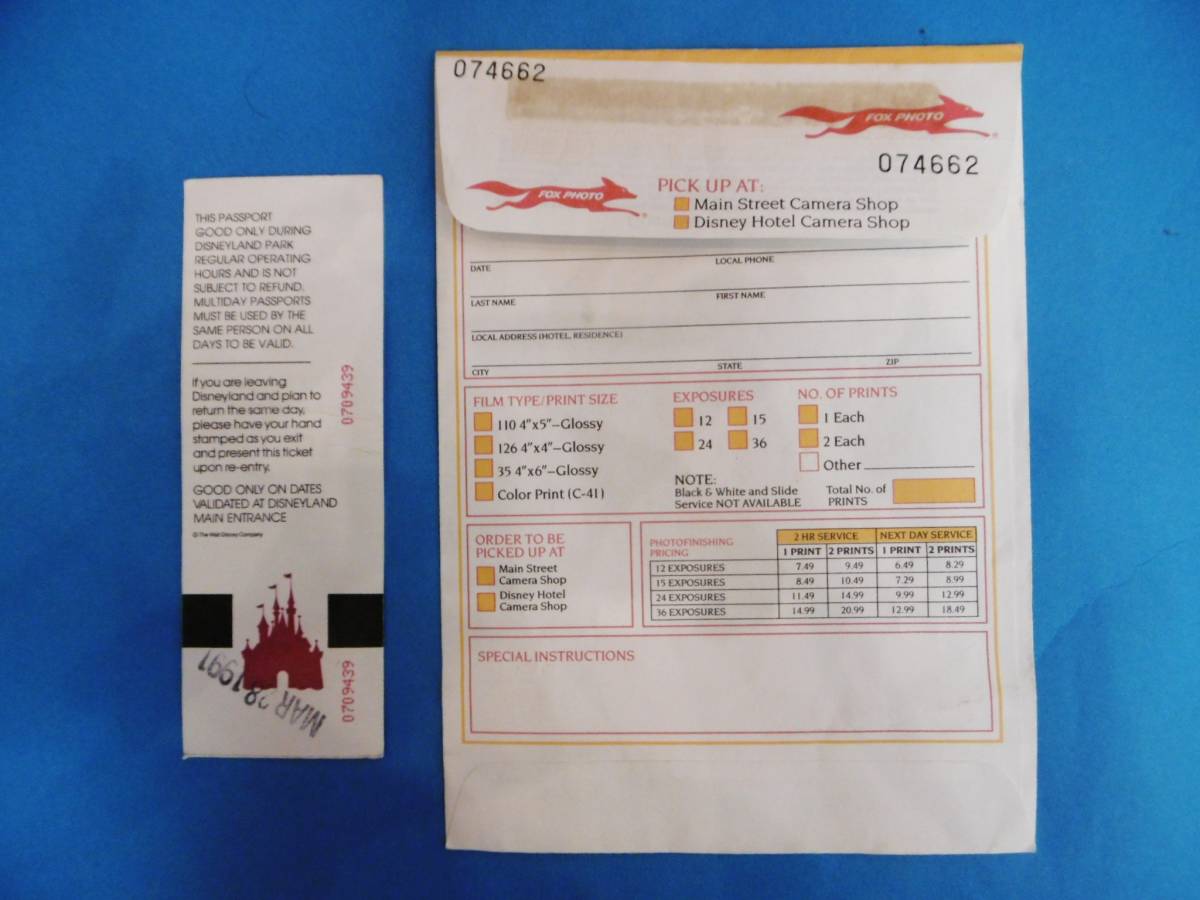 THIS PASSPORT
GOOD ONLY DURING
DISNEYLAND PARK
REGULAR OPERATING
HOURS AND IS NOT
SUBJECT TO REFUND.
MULTIDAY PASSPORTS
MUST BE USED BY THE
SAME PERSON ON ALL
DAYS TO BE VALID.
If you are leaving
Disneyland and plan to
return the same day,
please have your hand
stamped as you exit
and present this ticket
upon re-entry.
GOOD ONLY ON DATES
VALIDATED AT DISNEYLAND
MAIN ENTRANCE
© The Walt Disney Company
0709439
0709439
MAR 28 1991
074662
FOX PHOTO
074662
FOX PHOTO
PICK UP AT:
Main Street Camera Shop
Disney Hotel Camera Shop
DATE LOCAL PHONE
LAST NAME FIRST NAME
LOCAL ADDRESS (HOTEL, RESIDENCE)
CITY STATE ZIP
FILM TYPE/PRINT SIZE
110 4"x5"–Glossy
126 4"x4"–Glossy
35 4"x6"–Glossy
Color Print (C-41)
EXPOSURES
12 15
24 36
NOTE:
Black & White and Slide
Service NOT AVAILABLE
NO. OF PRINTS
1 Each
2 Each
Other
Total No. of
PRINTS
ORDER TO BE
PICKED UP AT
Main Street
Camera Shop
Disney Hotel
Camera Shop
PHOTOFINISHING
PRICING
2 HR SERVICE NEXT DAY SERVICE
1 PRINT 2 PRINTS 1 PRINT 2 PRINTS
12 EXPOSURES 7.49 9.49 6.49 8.29
15 EXPOSURES 8.49 10.49 7.29 8.99
24 EXPOSURES 11.49 14.99 9.99 12.99
36 EXPOSURES 14.99 20.99 12.99 18.49
SPECIAL INSTRUCTIONS